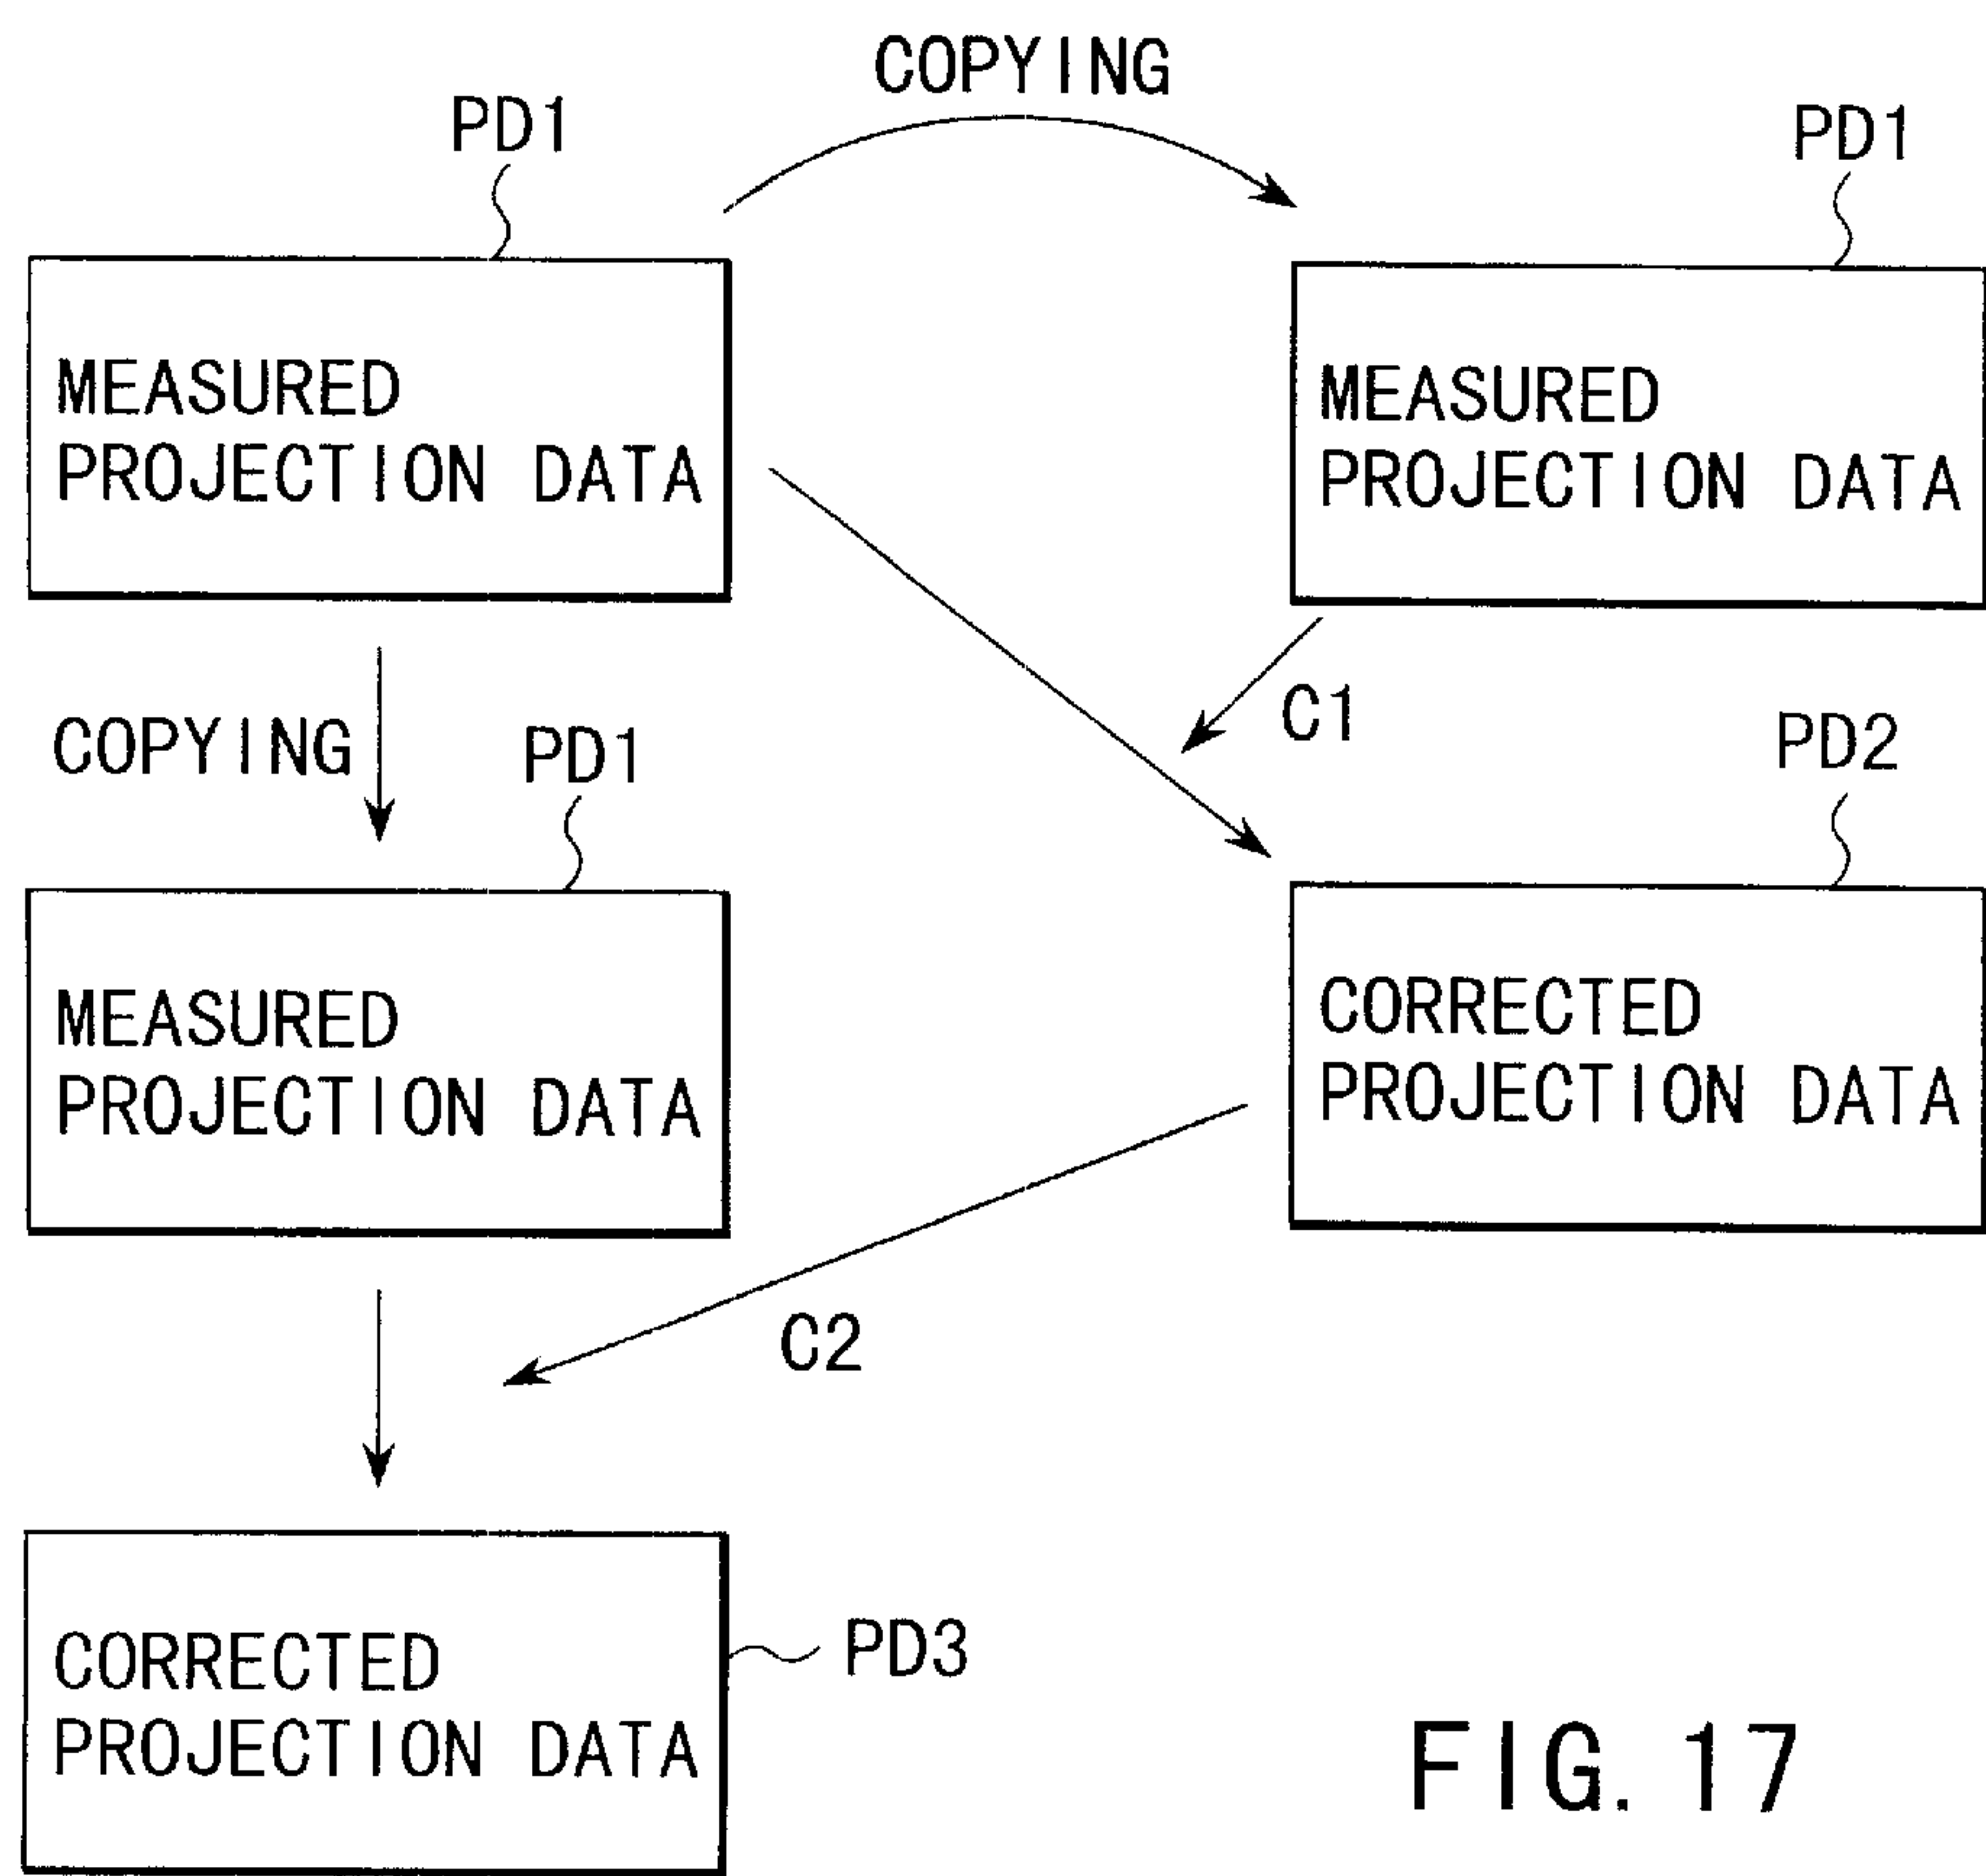 COPYING
PD1
PD1
MEASURED
PROJECTION DATA
MEASURED
PROJECTION DATA
C1
COPYING
PD1
PD2
MEASURED
PROJECTION DATA
CORRECTED
PROJECTION DATA
C2
CORRECTED
PROJECTION DATA
PD3
FIG. 17